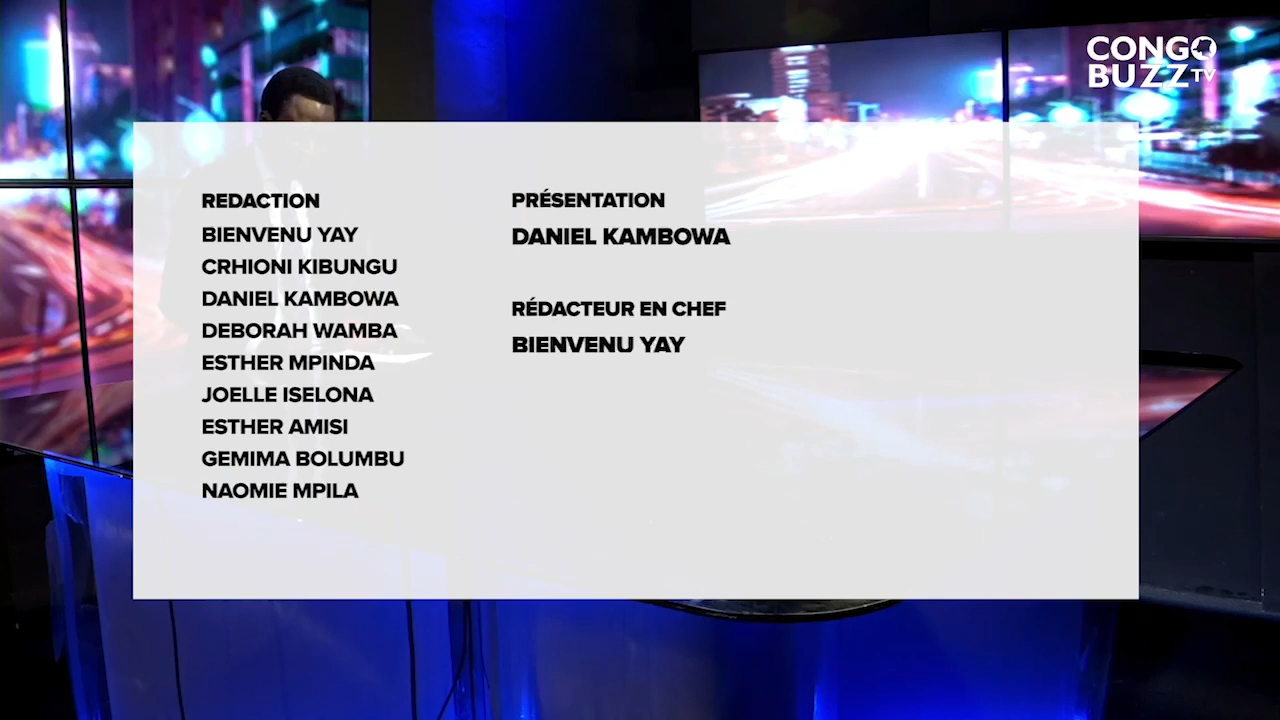 CONGO
BUZZ TV
REDACTION
BIENVENU YAY
CRHIONI KIBUNGU
DANIEL KAMBOWA
DEBORAH WAMBA
ESTHER MPINDA
JOELLE ISELONA
ESTHER AMISI
GEMIMA BOLUMBU
NAOMIE MPILA
PRÉSENTATION
DANIEL KAMBOWA
RÉDACTEUR EN CHEF
BIENVENU YAY